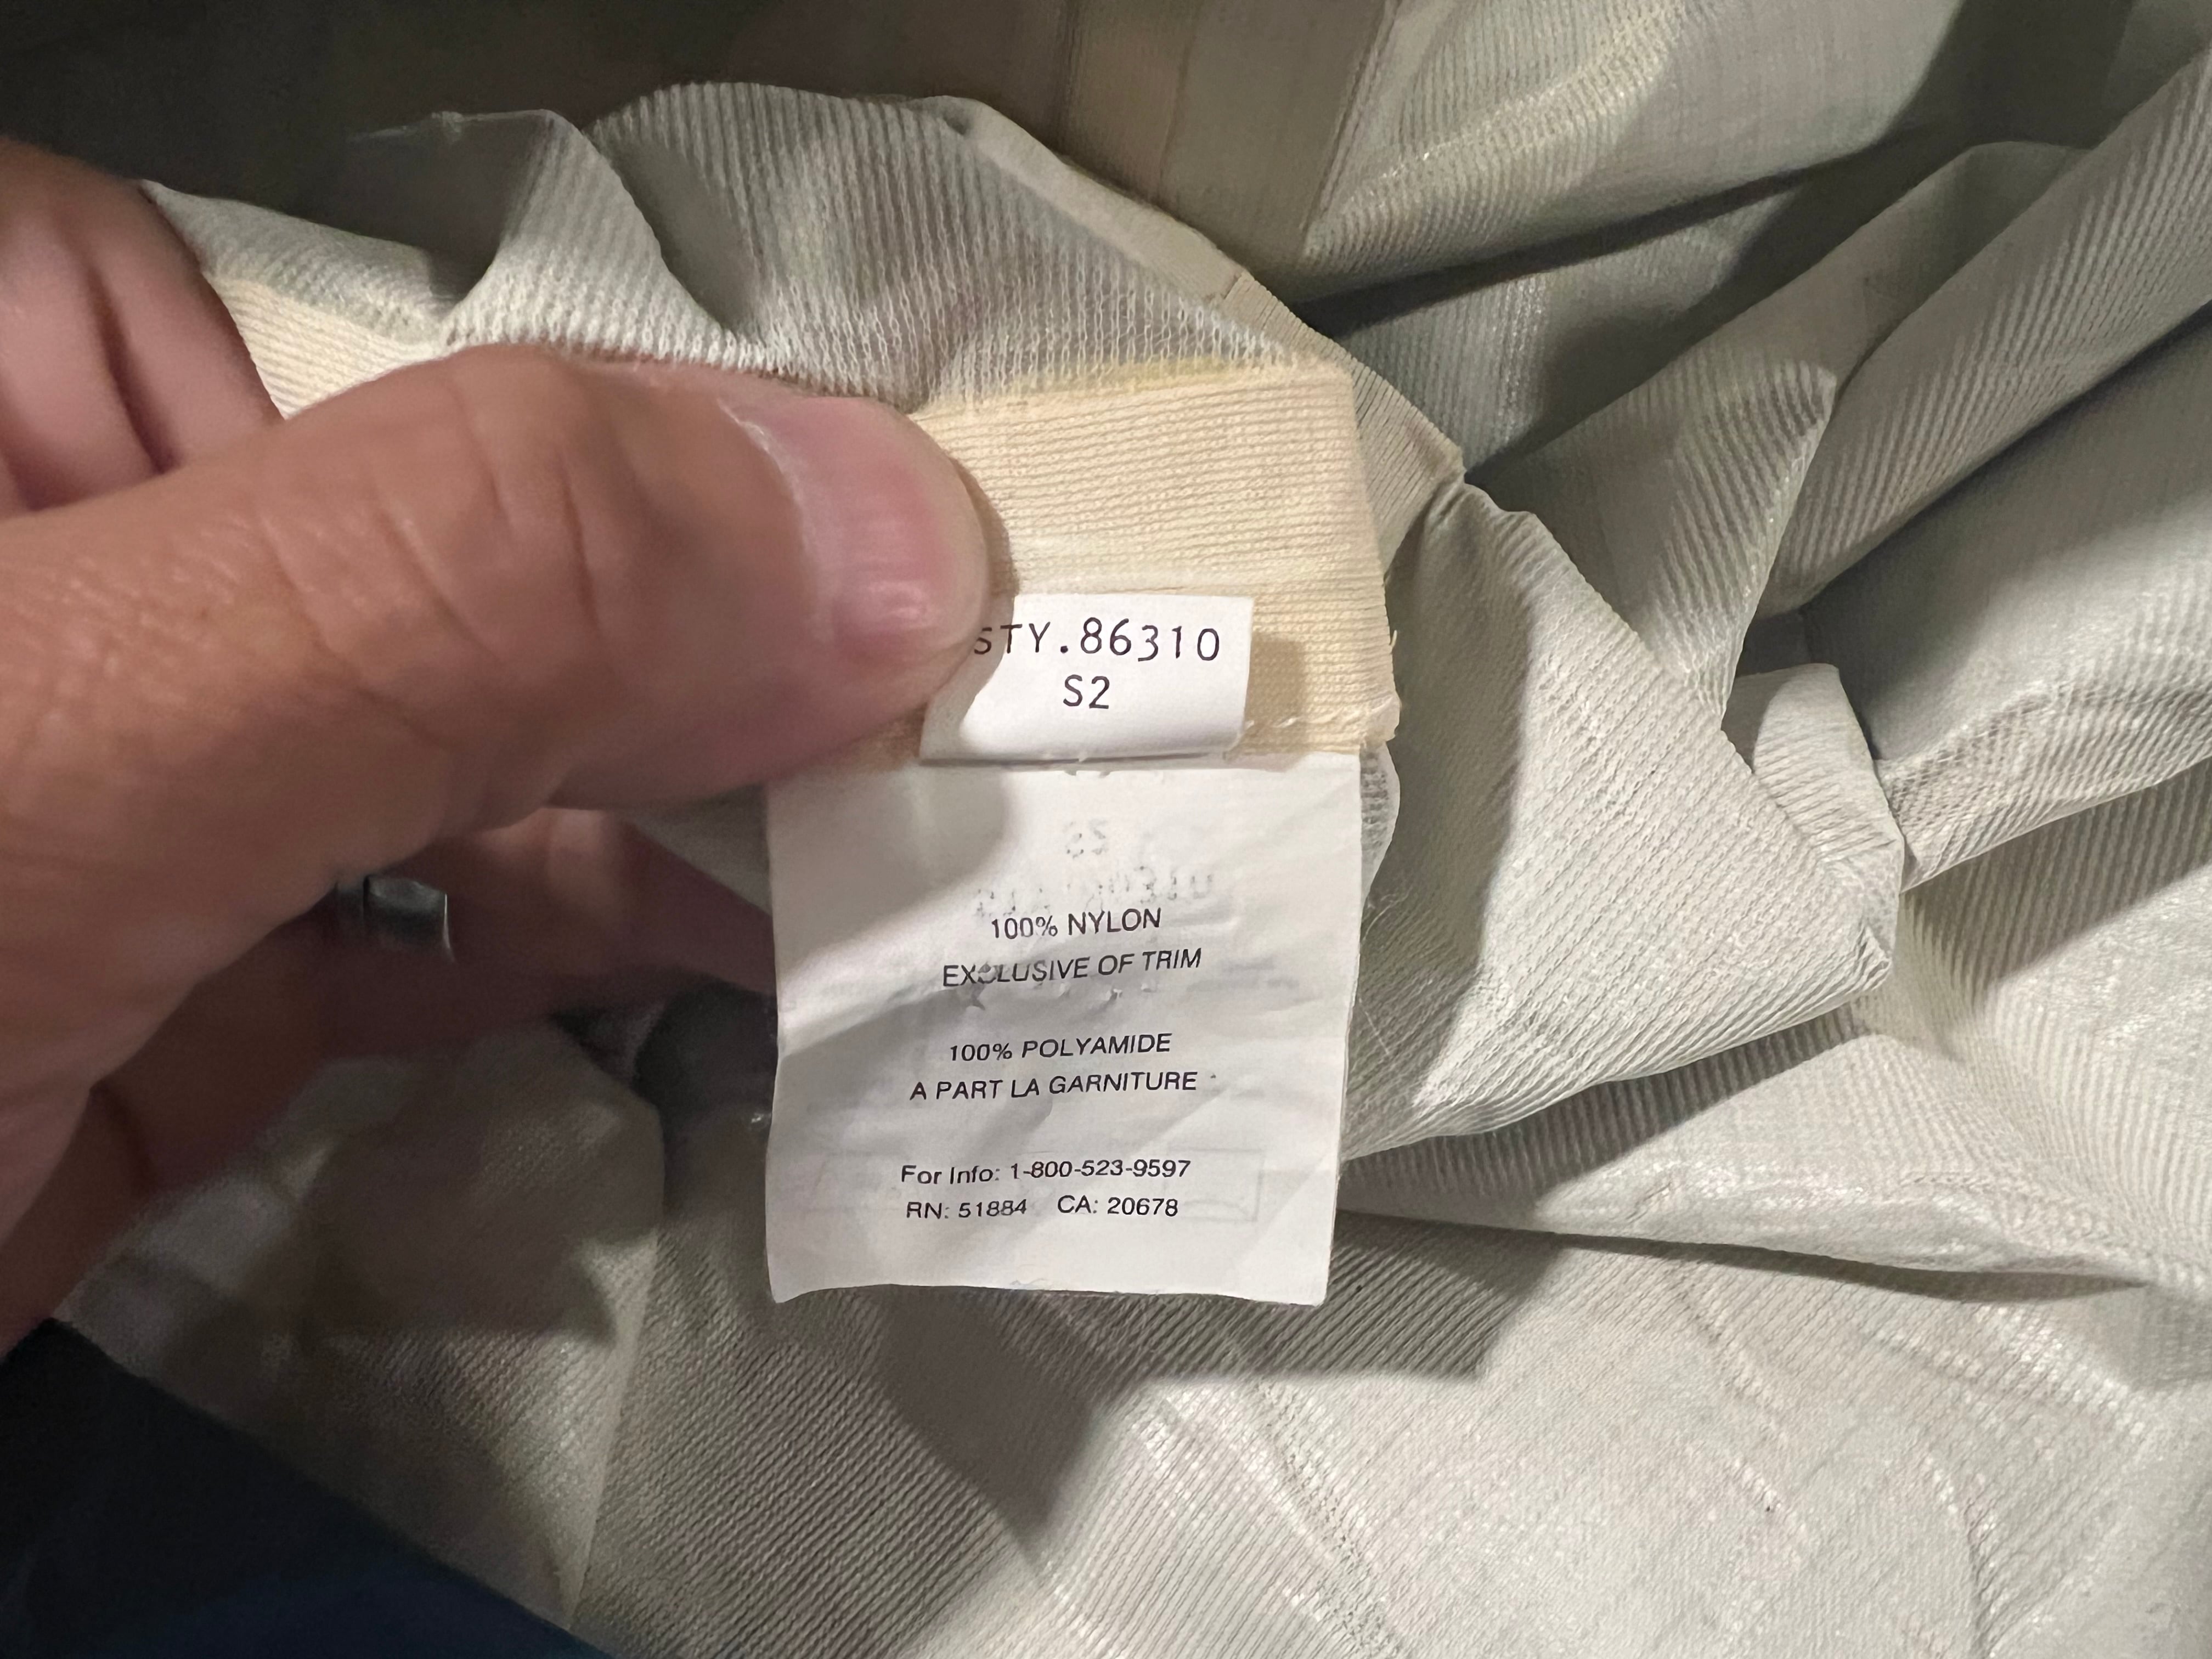 STY.86310
S2
100% NYLON
EXCLUSIVE OF TRIM
100% POLYAMIDE
A PART LA GARNITURE
For Info: 1-800-523-9597
RN: 51884 CA: 20678